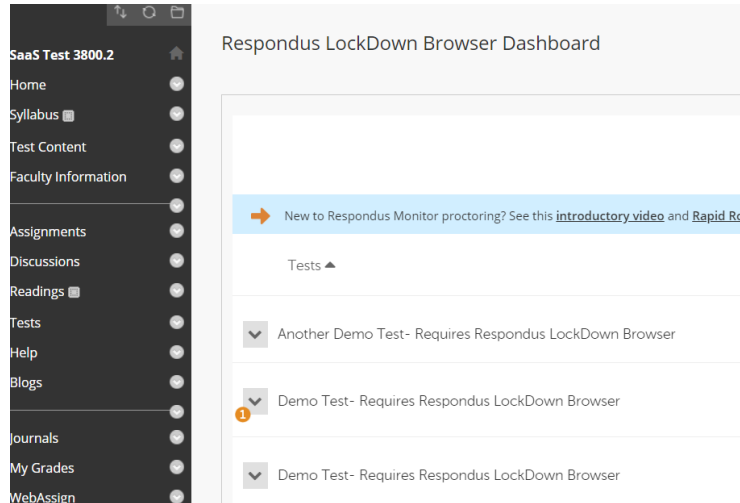 SaaS Test 3800.2
Home
Syllabus
Test Content
Faculty Information
Assignments
Discussions
Readings
Tests
Help
Blogs
Journals
My Grades
WebAssign
Respondus LockDown Browser Dashboard
New to Respondus Monitor proctoring? See this introductory video and Rapid
Tests
Another Demo Test- Requires Respondus LockDown Browser
1
Demo Test- Requires Respondus LockDown Browser
Demo Test- Requires Respondus LockDown Browser